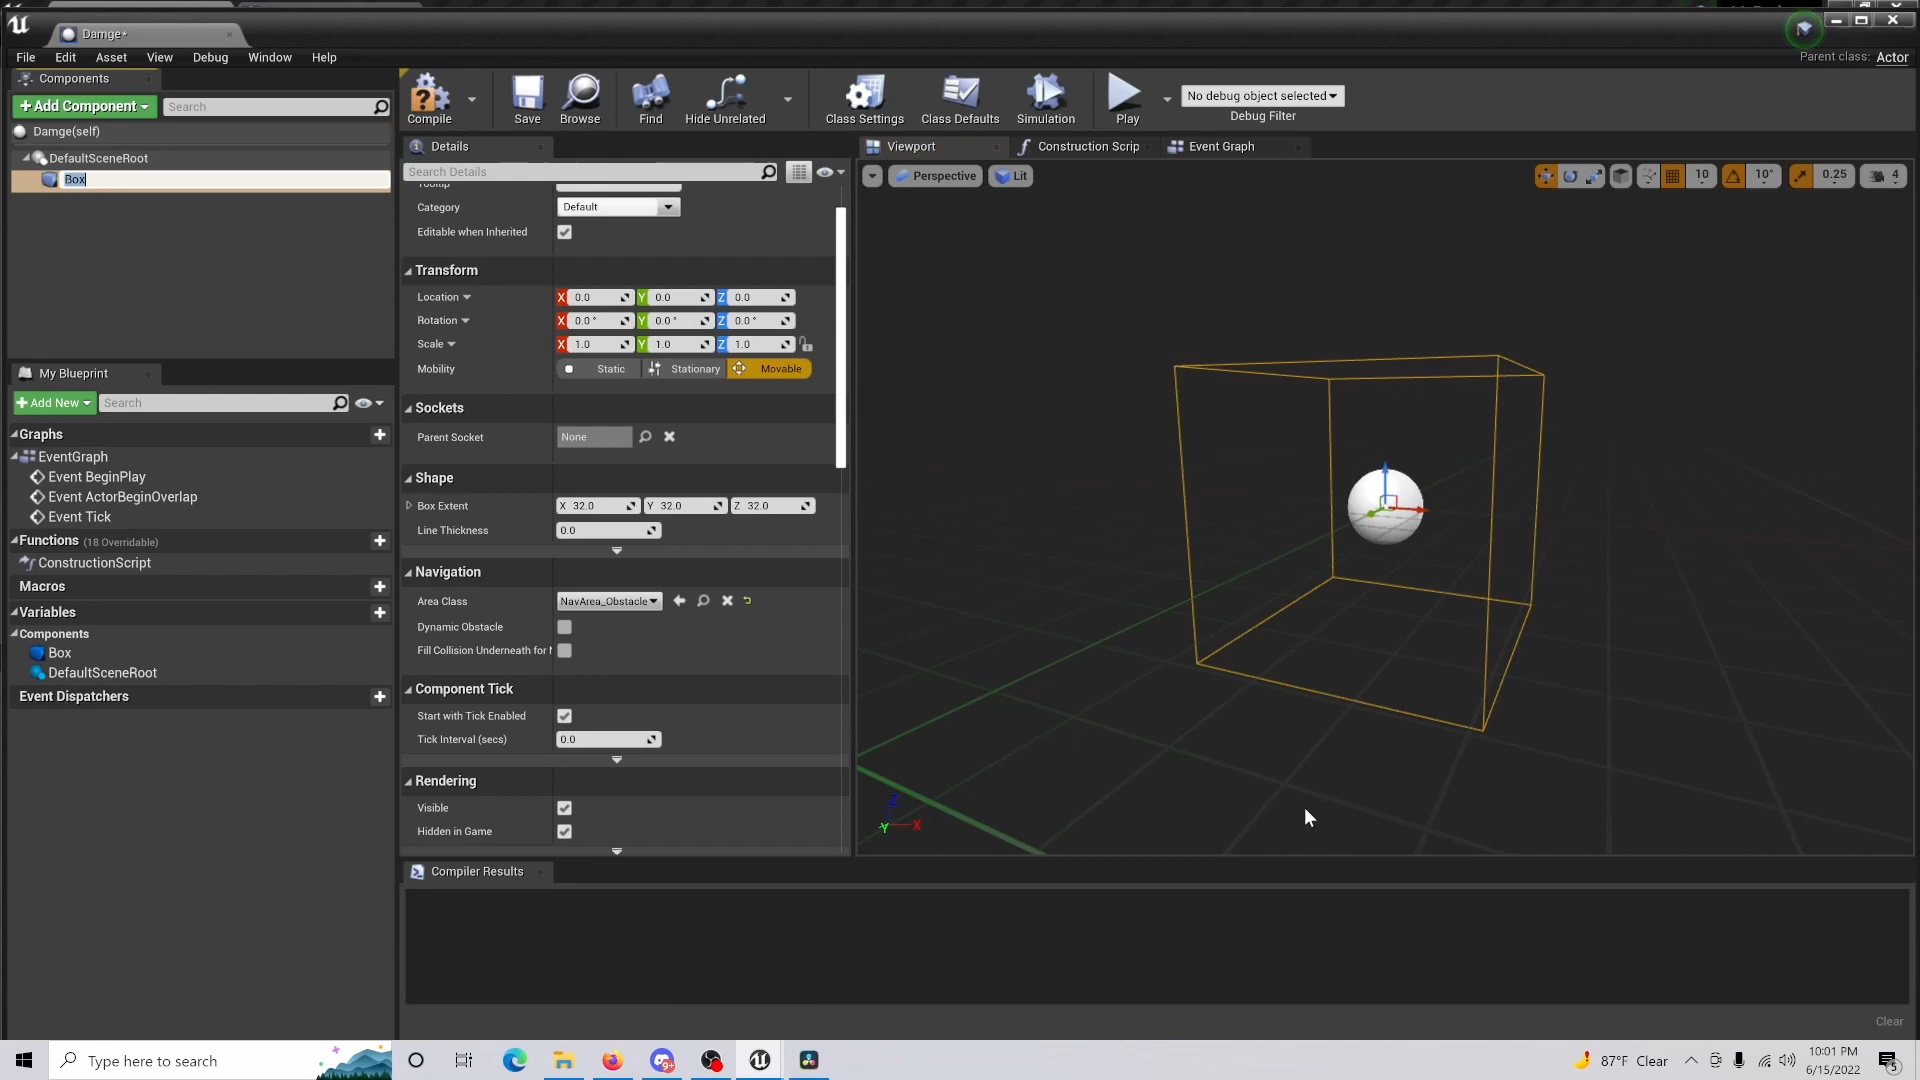 Damge*
File Edit Asset View Debug Window Help
Parent class: Actor
Components
Add Component
Search
Damge(self)
DefaultSceneRoot
Box
My Blueprint
Add New
Search
Graphs
EventGraph
Event BeginPlay
Event ActorBeginOverlap
Event Tick
Functions (18 Overridable)
ConstructionScript
Macros
Variables
Components
Box
DefaultSceneRoot
Event Dispatchers
Compile
Save
Browse
Find
Hide Unrelated
Class Settings
Class Defaults
Simulation
Play
No debug object selected
Debug Filter
Details
Search Details
Tooltip
Category Default
Editable when Inherited
Transform
Location X 0.0 Y 0.0 Z 0.0
Rotation X 0.0° Y 0.0° Z 0.0°
Scale X 1.0 Y 1.0 Z 1.0
Mobility Static Stationary Movable
Sockets
Parent Socket None
Shape
Box Extent X 32.0 Y 32.0 Z 32.0
Line Thickness 0.0
Navigation
Area Class NavArea_Obstacle
Dynamic Obstacle
Fill Collision Underneath for
Component Tick
Start with Tick Enabled
Tick Interval (secs) 0.0
Rendering
Visible
Hidden in Game
Viewport
Construction Scrip
Event Graph
Perspective
Lit
10
10°
0.25
4
Z
Y
X
Compiler Results
Clear
Type here to search
9+
87°F Clear
10:01 PM
6/15/2022
5